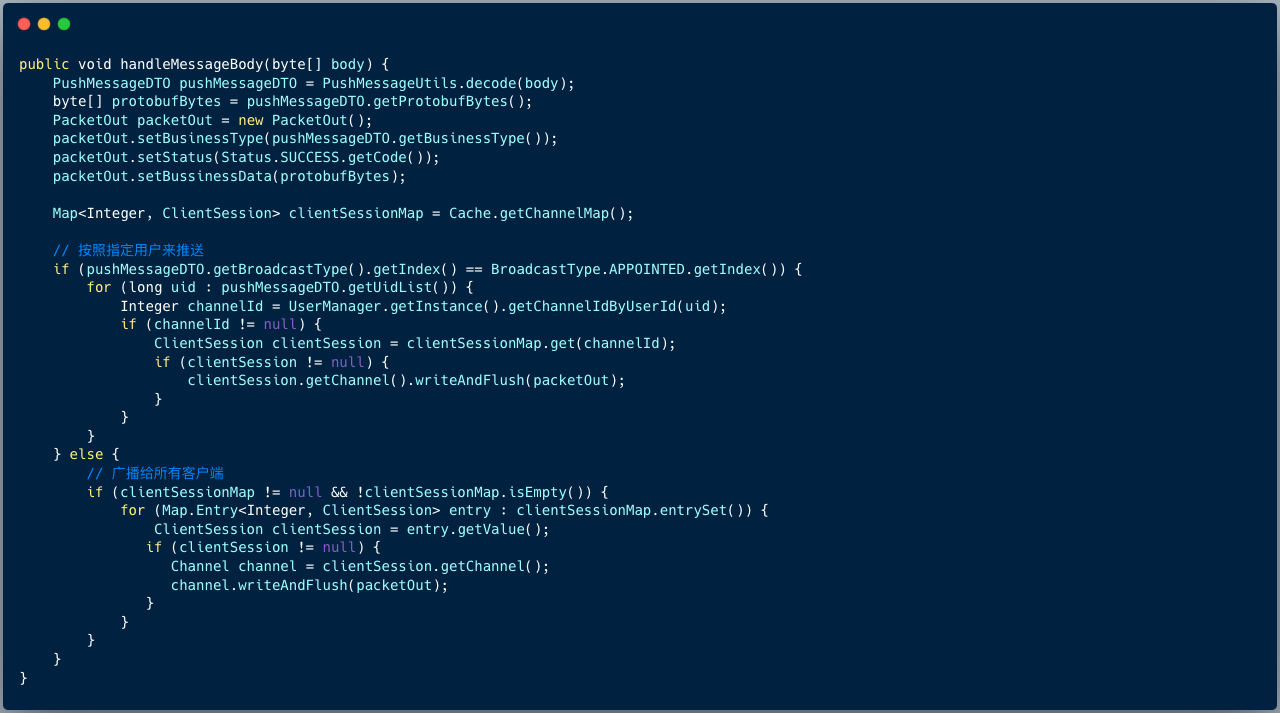 public void handleMessageBody(byte[] body) {
    PushMessageDTO pushMessageDTO = PushMessageUtils.decode(body);
    byte[] protobufBytes = pushMessageDTO.getProtobufBytes();
    PacketOut packetOut = new PacketOut();
    packetOut.setBusinessType(pushMessageDTO.getBusinessType());
    packetOut.setStatus(Status.SUCCESS.getCode());
    packetOut.setBussinessData(protobufBytes);

    Map<Integer, ClientSession> clientSessionMap = Cache.getChannelMap();

    // 按照指定用户来推送
    if (pushMessageDTO.getBroadcastType().getIndex() == BroadcastType.APPOINTED.getIndex()) {
        for (long uid : pushMessageDTO.getUidList()) {
            Integer channelId = UserManager.getInstance().getChannelIdByUserId(uid);
            if (channelId != null) {
                ClientSession clientSession = clientSessionMap.get(channelId);
                if (clientSession != null) {
                    clientSession.getChannel().writeAndFlush(packetOut);
                }
            }
        }
    } else {
        // 广播给所有客户端
        if (clientSessionMap != null && !clientSessionMap.isEmpty()) {
            for (Map.Entry<Integer, ClientSession> entry : clientSessionMap.entrySet()) {
                ClientSession clientSession = entry.getValue();
               if (clientSession != null) {
                  Channel channel = clientSession.getChannel();
                  channel.writeAndFlush(packetOut);
               }
            }
        }
    }
}